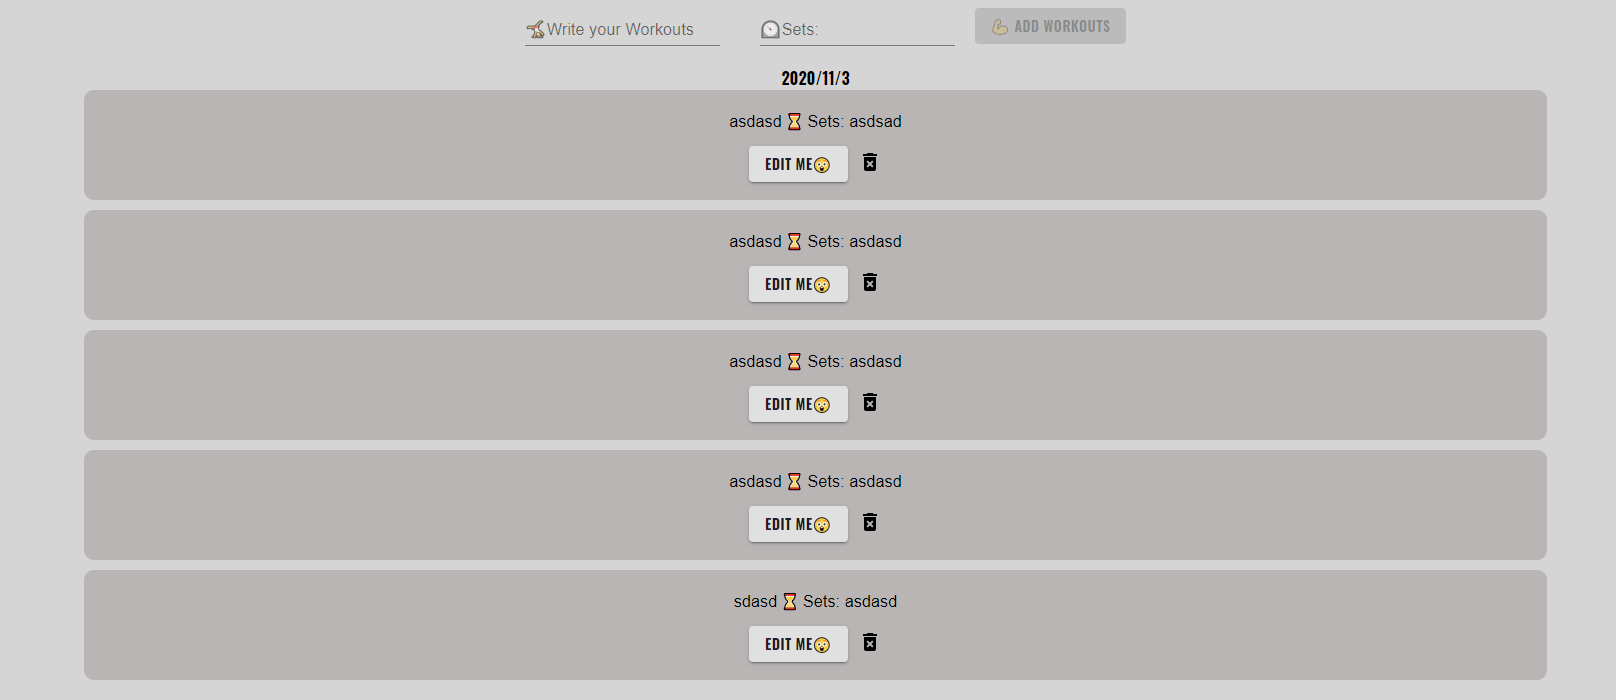 Write your Workouts
Sets:
ADD WORKOUTS
2020/11/3
asdasd ⌛ Sets: asdsad
EDIT ME😲
asdasd ⌛ Sets: asdasd
EDIT ME😲
asdasd ⌛ Sets: asdasd
EDIT ME😲
asdasd ⌛ Sets: asdasd
EDIT ME😲
sdasd ⌛ Sets: asdasd
EDIT ME😲